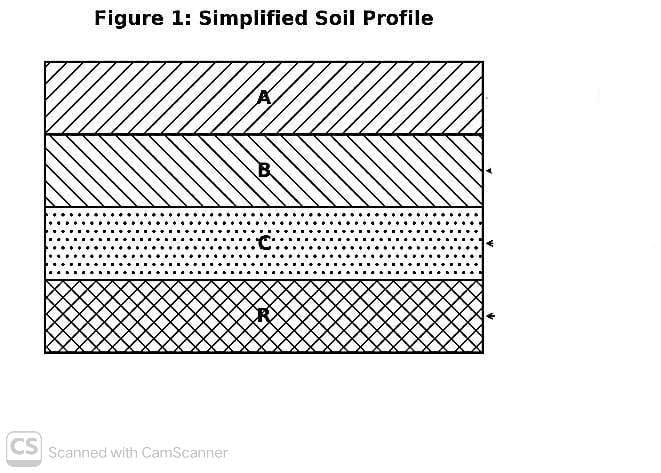 Figure 1: Simplified Soil Profile
A
B
C
R
CS Scanned with CamScanner